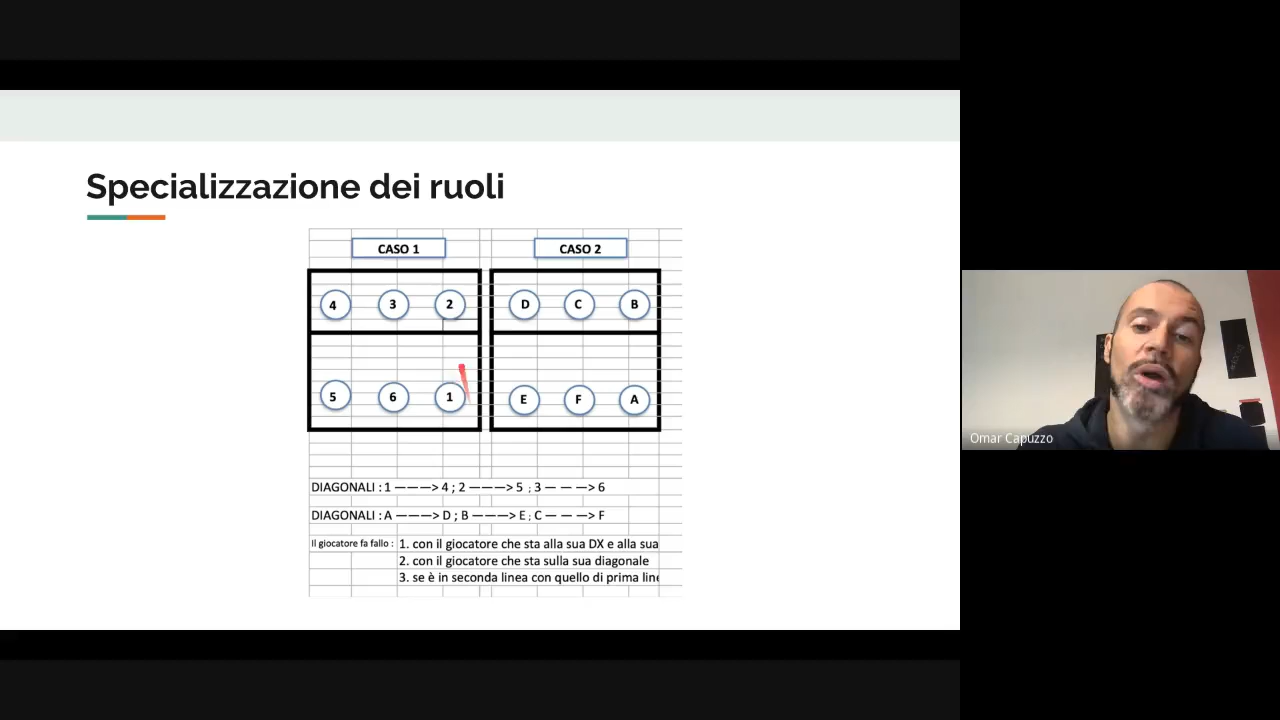 Specializzazione dei ruoli
CASO 1
CASO 2
4 3 2
D C B
5 6 1
E F A
DIAGONALI : 1 ———> 4 ; 2 ———> 5 ; 3 — — —> 6
DIAGONALI : A ———> D ; B ———> E ; C — — —> F
Il giocatore fa fallo : 1. con il giocatore che sta alla sua DX e alla sua
2. con il giocatore che sta sulla sua diagonale
3. se è in seconda linea con quello di prima line
Omar Capuzzo